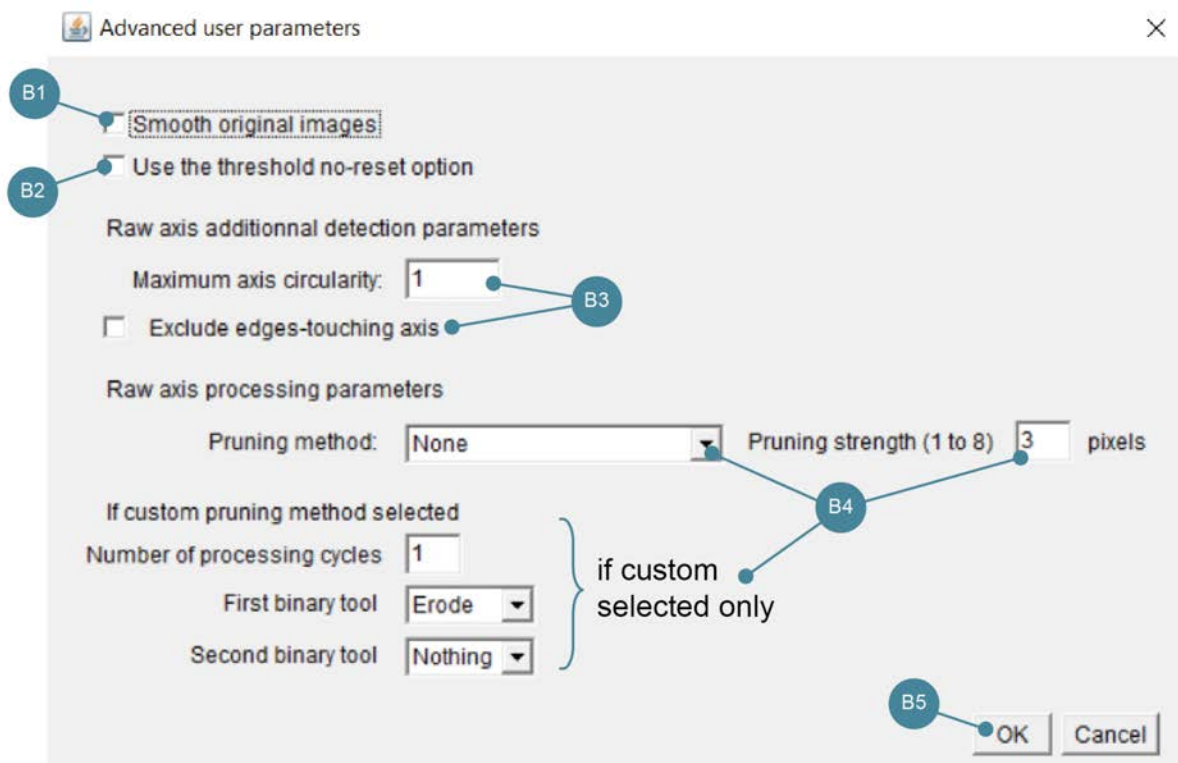 Advanced user parameters
B1
Smooth original images
B2
Use the threshold no-reset option
Raw axis additionnal detection parameters
Maximum axis circularity: 1
B3
Exclude edges-touching axis
Raw axis processing parameters
Pruning method: None Pruning strength (1 to 8) 3 pixels
B4
If custom pruning method selected
Number of processing cycles 1
if custom
First binary tool Erode
selected only
Second binary tool Nothing
B5
OK Cancel